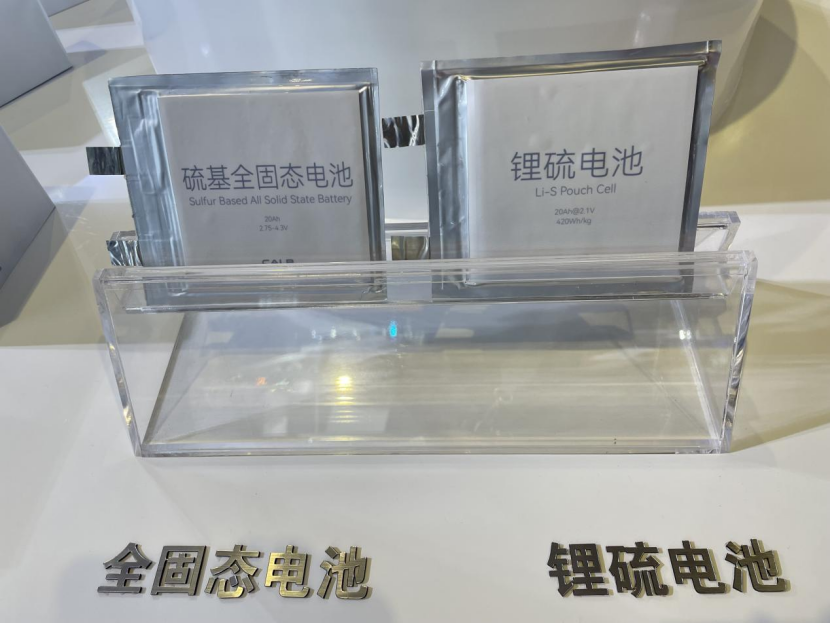 硫基全固态电池
Sulfur Based All Solid State Battery
20Ah
2.75-4.3V
锂硫电池
Li-S Pouch Cell
20Ah@2.1V
420Wh/kg
全固态电池
锂硫电池